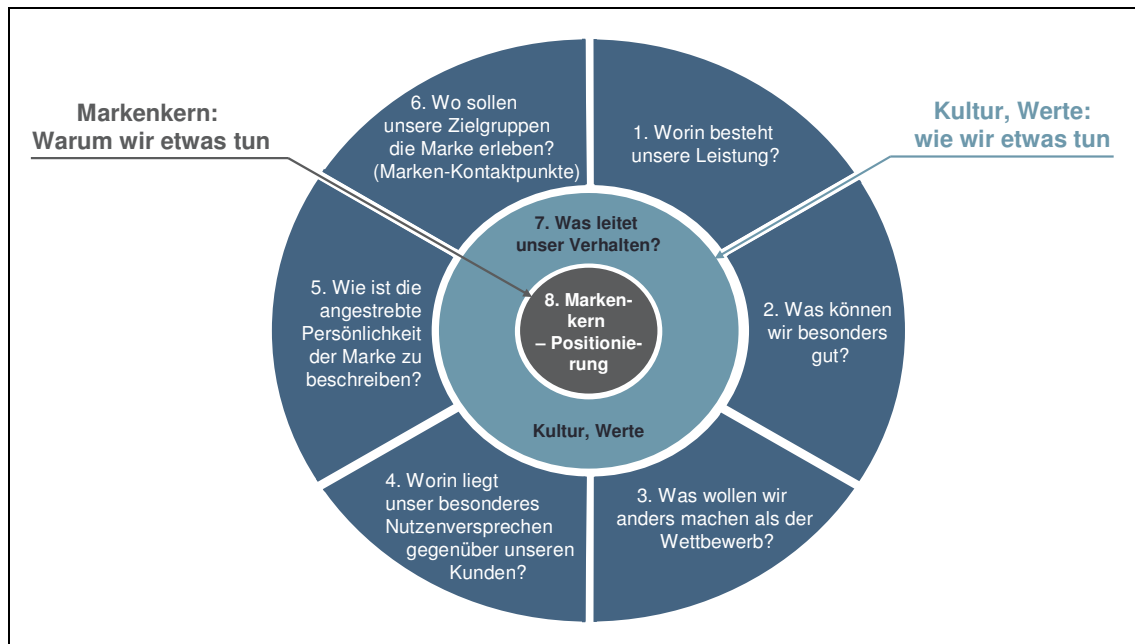 Markenkern:
Warum wir etwas tun
Kultur, Werte:
wie wir etwas tun
1. Worin besteht
unsere Leistung?
2. Was können
wir besonders
gut?
3. Was wollen wir
anders machen als der
Wettbewerb?
4. Worin liegt
unser besonderes
Nutzenversprechen
gegenüber unseren
Kunden?
5. Wie ist die
angestrebte
Persönlichkeit
der Marke zu
beschreiben?
6. Wo sollen
unsere Zielgruppen
die Marke erleben?
(Marken-Kontaktpunkte)
7. Was leitet
unser Verhalten?
8. Marken-
kern
– Positionie-
rung
Kultur, Werte